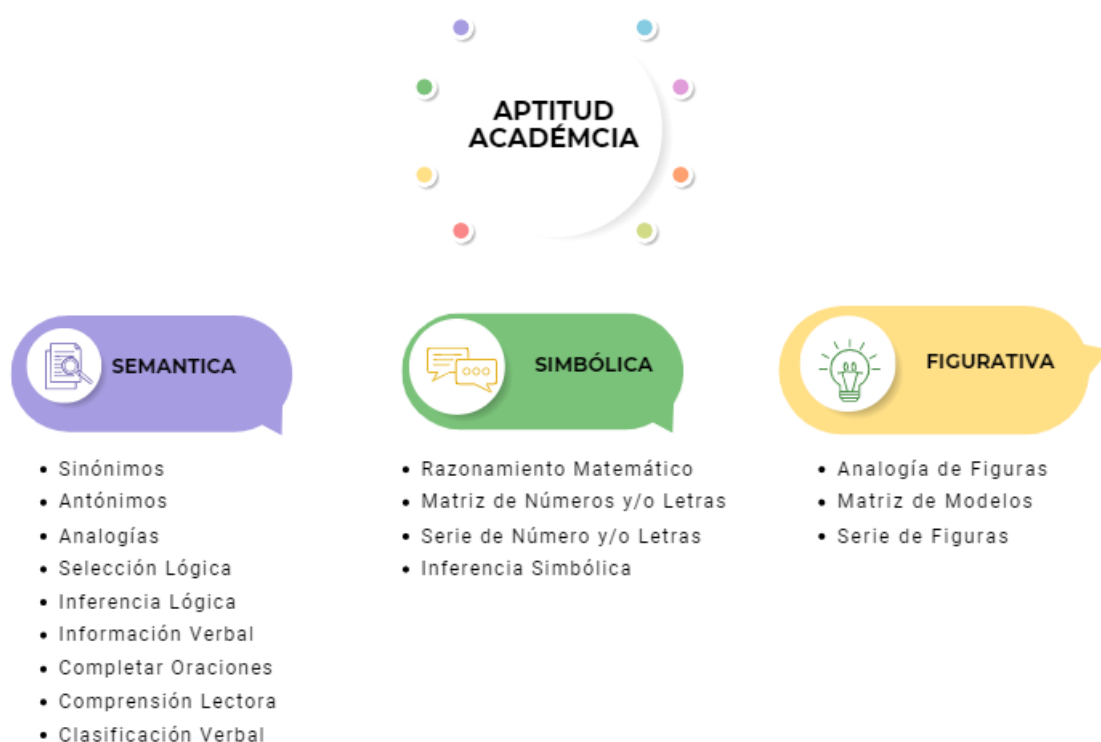 APTITUD
ACADÉMCIA
SEMANTICA
Sinónimos
Antónimos
Analogías
Selección Lógica
Inferencia Lógica
Información Verbal
Completar Oraciones
Comprensión Lectora
Clasificación Verbal
SIMBÓLICA
Razonamiento Matemático
Matriz de Números y/o Letras
Serie de Número y/o Letras
Inferencia Simbólica
FIGURATIVA
Analogía de Figuras
Matriz de Modelos
Serie de Figuras